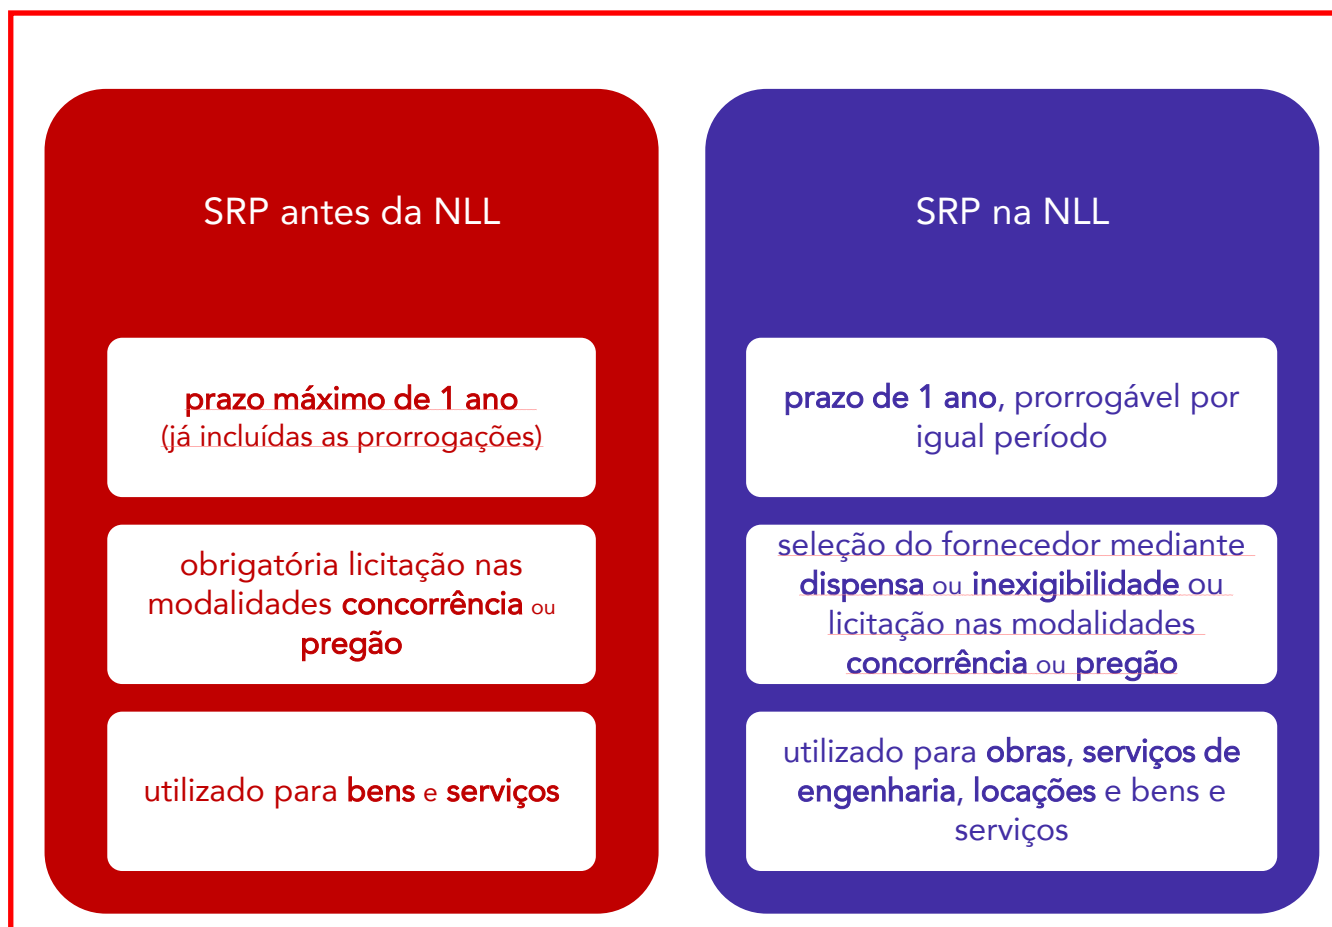 SRP antes da NLL
prazo máximo de 1 ano
(já incluídas as prorrogações)
obrigatória licitação nas
modalidades concorrência ou
pregão
utilizado para bens e serviços
SRP na NLL
prazo de 1 ano, prorrogável por
igual período
seleção do fornecedor mediante
dispensa ou inexigibilidade ou
licitação nas modalidades
concorrência ou pregão
utilizado para obras, serviços de
engenharia, locações e bens e
serviços